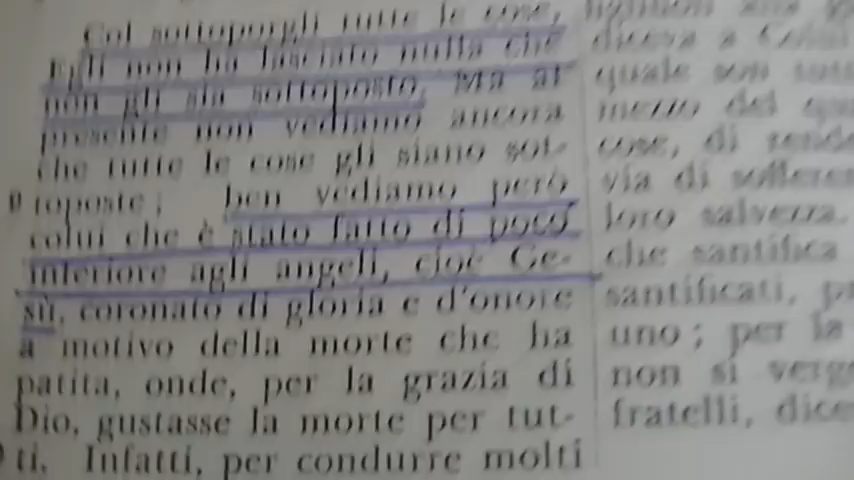 Col sottoporgli tutte le cose,
Egli non ha lasciato nulla che
non gli sia sottoposto. Ma al
presente non vediamo ancora
che tutte le cose gli siano sot-
toposte; ben vediamo però
9
colui che è stato fatto di poco
inferiore agli angeli, cioè Ge-
sù, coronato di gloria e d'onore
a motivo della morte che ha
patita, onde, per la grazia di
Dio, gustasse la morte per tut-
ti. Infatti, per condurre molti
diceva a
quale son
mezzo del
cose, di
via di
loro salvezza.
che santifica
santificati,
uno; per la
non si
fratelli,